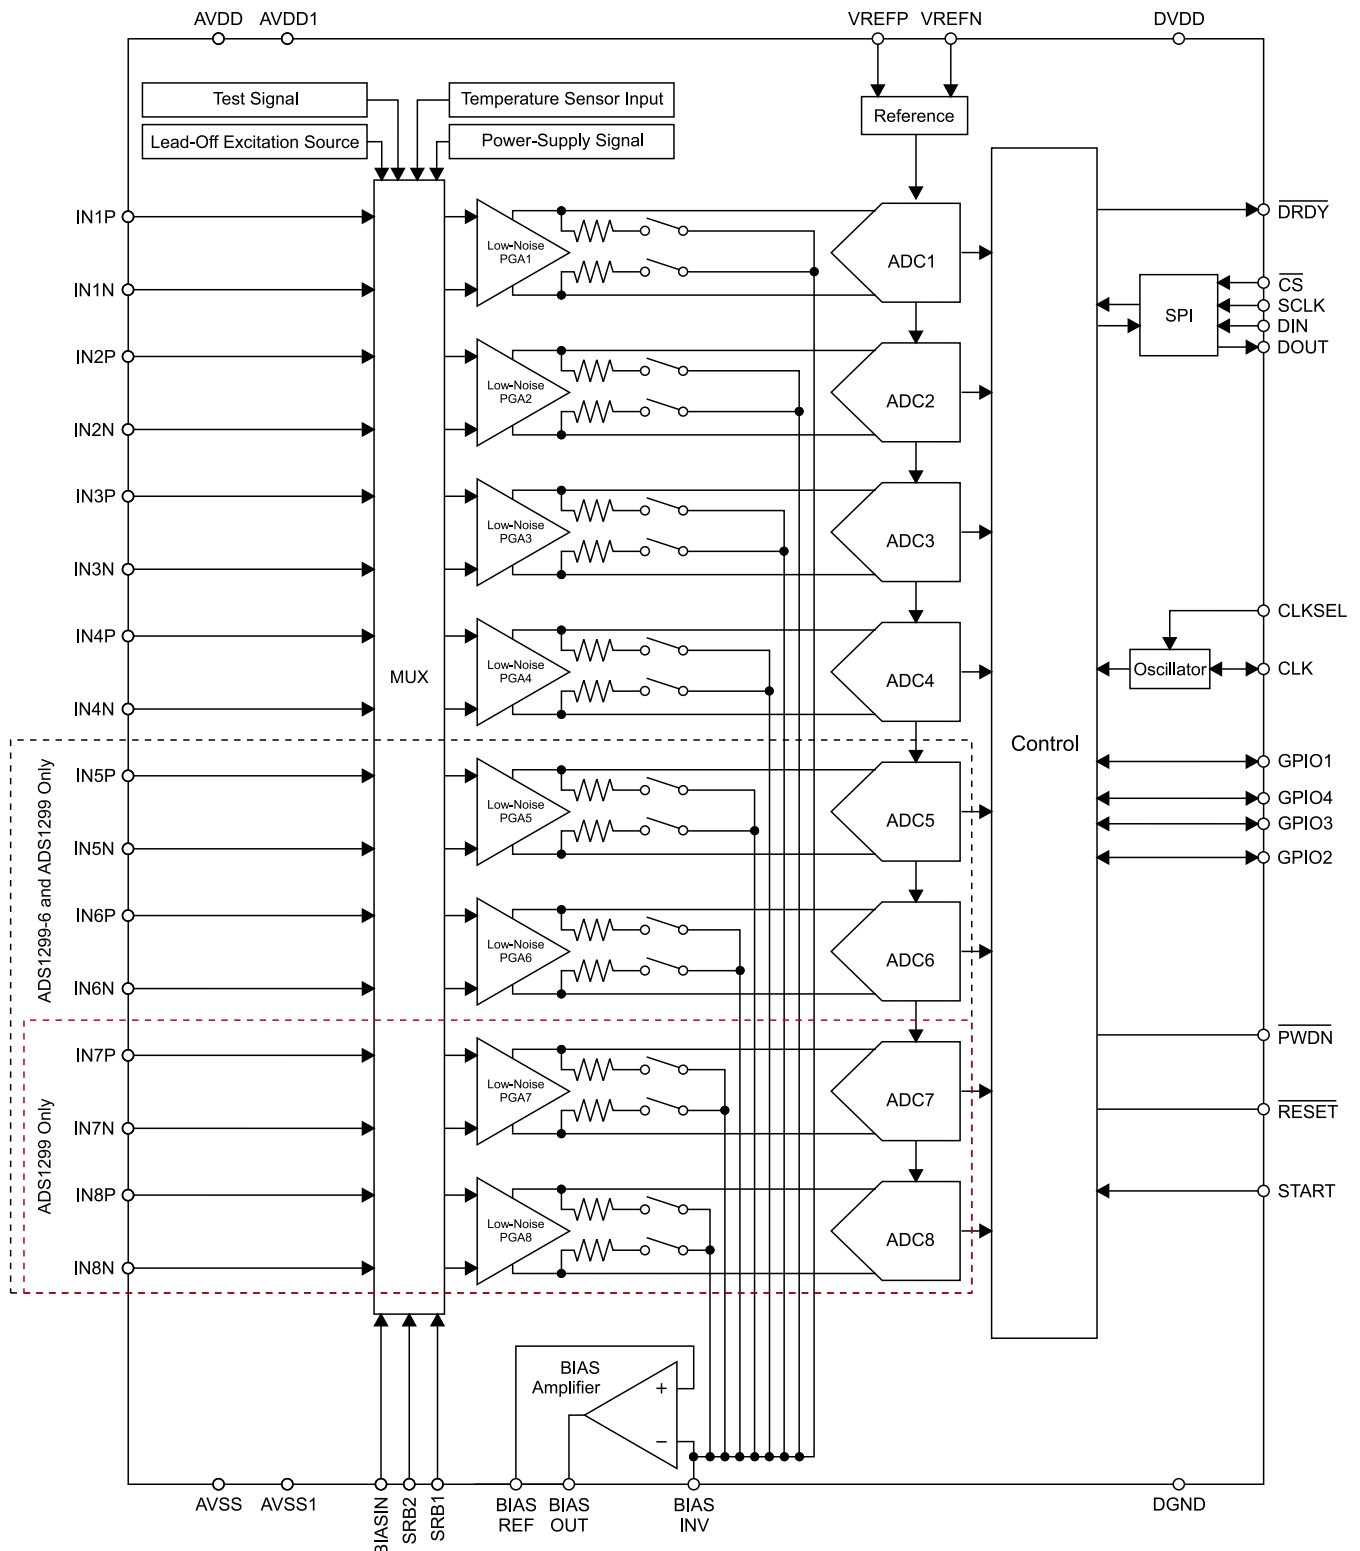 AVDD AVDD1 VREFP VREFN DVDD
Test Signal
Temperature Sensor Input
Lead-Off Excitation Source
Power-Supply Signal
Reference
IN1P
IN1N
IN2P
IN2N
IN3P
IN3N
IN4P
IN4N
IN5P
IN5N
IN6P
IN6N
IN7P
IN7N
IN8P
IN8N
ADS1299-6 and ADS1299 Only
ADS1299 Only
MUX
Low-Noise
PGA1
Low-Noise
PGA2
Low-Noise
PGA3
Low-Noise
PGA4
Low-Noise
PGA5
Low-Noise
PGA6
Low-Noise
PGA7
Low-Noise
PGA8
ADC1
ADC2
ADC3
ADC4
ADC5
ADC6
ADC7
ADC8
Control
SPI
Oscillator
DRDY
CS
SCLK
DIN
DOUT
CLKSEL
CLK
GPIO1
GPIO4
GPIO3
GPIO2
PWDN
RESET
START
BIAS
Amplifier
+
−
AVSS AVSS1
BIASIN
SRB2
SRB1
BIAS
REF
BIAS
OUT
BIAS
INV
DGND